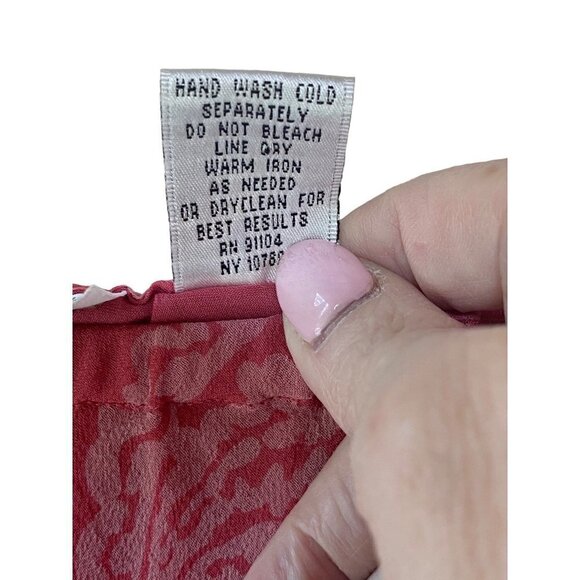 HAND WASH COLD
SEPARATELY
DO NOT BLEACH
LINE DRY
WARM IRON
AS NEEDED
OR DRYCLEAN FOR
BEST RESULTS
RN 91104
NY